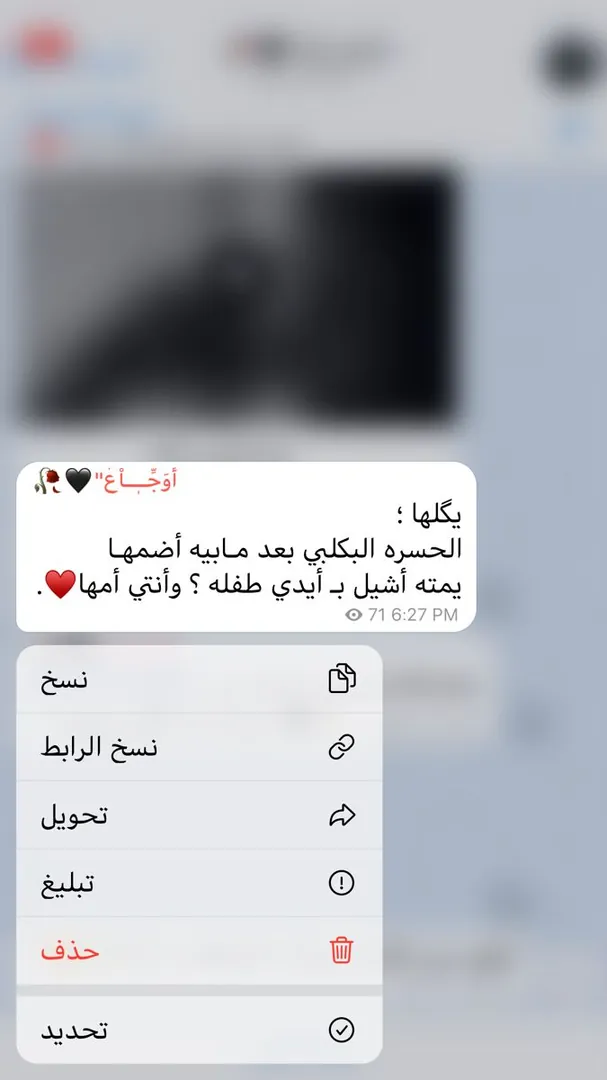 أوَجِّـــاْعَ"🖤🥀
يگلها ؛
الحسره البكلبي بعد مـابيه أضمهـا
يمته أشيل بـ أيدي طفله ؟ وأنتي أمها♥️.
71 6:27 PM
نسخ
نسخ الرابط
تحويل
تبليغ
حذف
تحديد